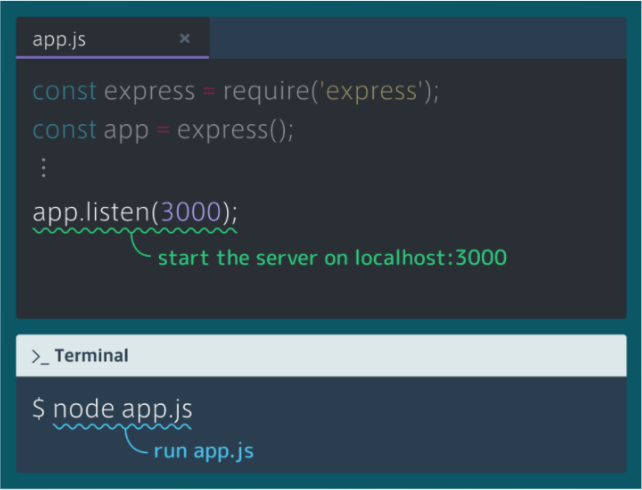 app.js ×
const express = require('express');
const app = express();
⋮
app.listen(3000);
start the server on localhost:3000
>_ Terminal
$ node app.js
run app.js